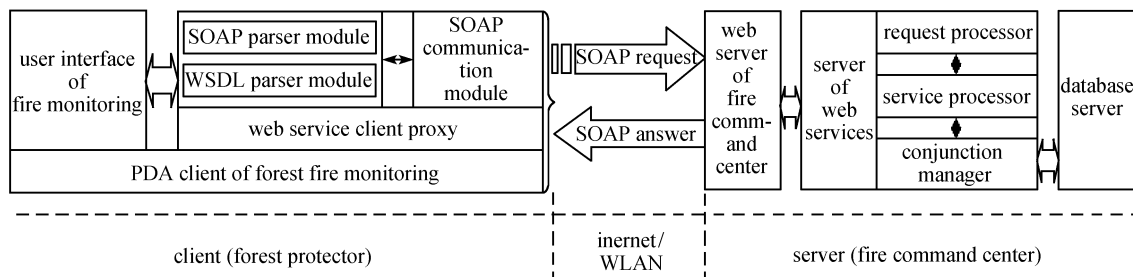 user interface
of
fire monitoring
SOAP parser module
WSDL parser module
SOAP
communica-
tion
module
web service client proxy
PDA client of forest fire monitoring
SOAP request
SOAP answer
web
server
of
fire
comm-
and
center
server
of
web
services
request processor
service processor
conjunction
manager
database
server
client (forest protector)
inernet/
WLAN
server (fire command center)